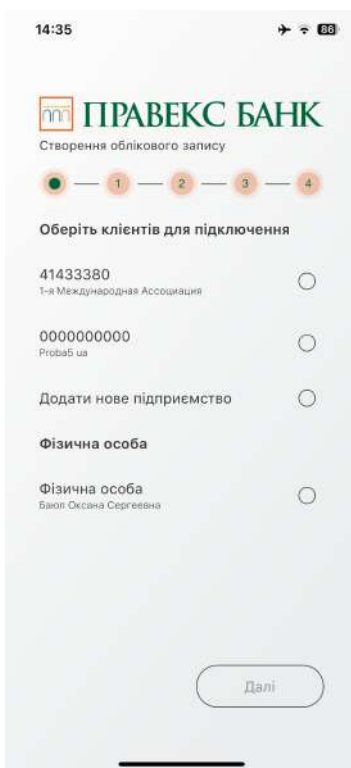 14:35
86
ПРАВЕКС БАНК
Створення облікового запису
1 2 3 4
Оберіть клієнтів для підключення
41433380
1-я Международная Ассоциация
0000000000
Proba5 ua
Додати нове підприємство
Фізична особа
Фізична особа
Баюл Оксана Сергеевна
Далі